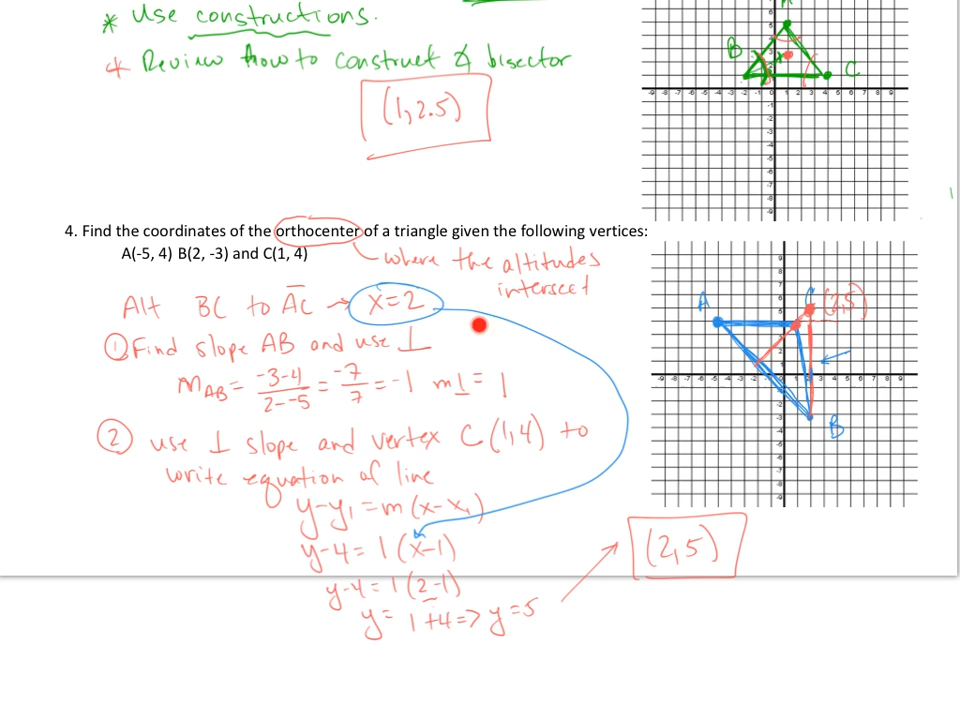 * Use constructions.
* Review how to construct ∠ bisector
(1, 2.5)
B
C
4. Find the coordinates of the orthocenter of a triangle given the following vertices:
A(-5, 4) B(2, -3) and C(1, 4)
where the altitudes
intersect
Alt BC to AC → x=2
① Find slope AB and use ⊥
m AB = -3-4/2--5 = -7/7 = -1 m⊥ = 1
② use ⊥ slope and vertex C(1,4) to
write equation of line
y-y₁ = m(x-x₁)
y-4 = 1(x-1)
y-4 = 1(2-1)
y = 1+4 => y=5
(2,5)
A
C
(2,5)
B